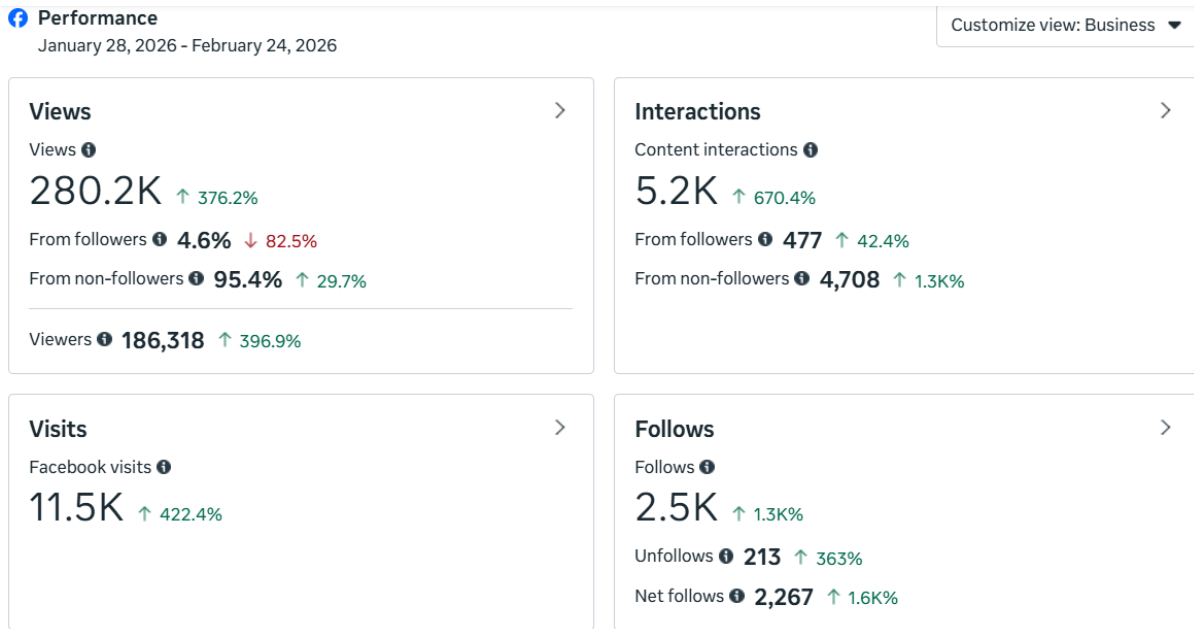 Performance
January 28, 2026 - February 24, 2026
Customize view: Business
Views
Views
280.2K ↑ 376.2%
From followers 4.6% ↓ 82.5%
From non-followers 95.4% ↑ 29.7%
Viewers 186,318 ↑ 396.9%
Interactions
Content interactions
5.2K ↑ 670.4%
From followers 477 ↑ 42.4%
From non-followers 4,708 ↑ 1.3K%
Visits
Facebook visits
11.5K ↑ 422.4%
Follows
Follows
2.5K ↑ 1.3K%
Unfollows 213 ↑ 363%
Net follows 2,267 ↑ 1.6K%